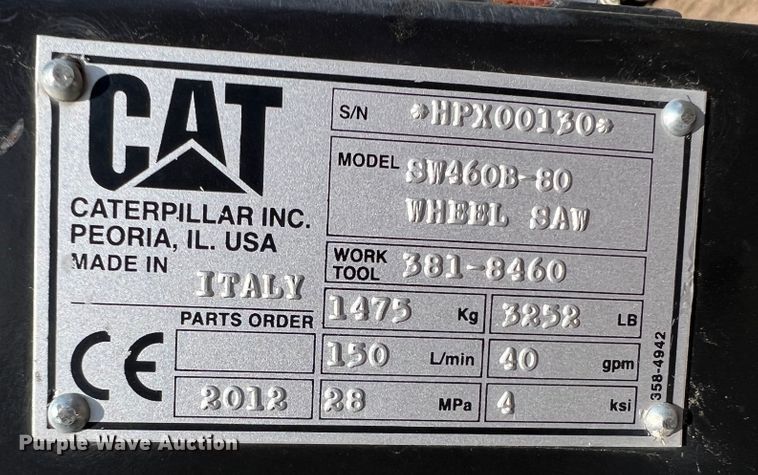 CAT
CATERPILLAR INC.
PEORIA, IL. USA
MADE IN ITALY
S/N *HPX00130*
MODEL SW460B-80
WHEEL SAW
WORK TOOL 381-8460
1475 Kg 3252 LB
PARTS ORDER
150 L/min 40 gpm
CE 2012 28 MPa 4 ksi
358-4942
Purple Wave Auction